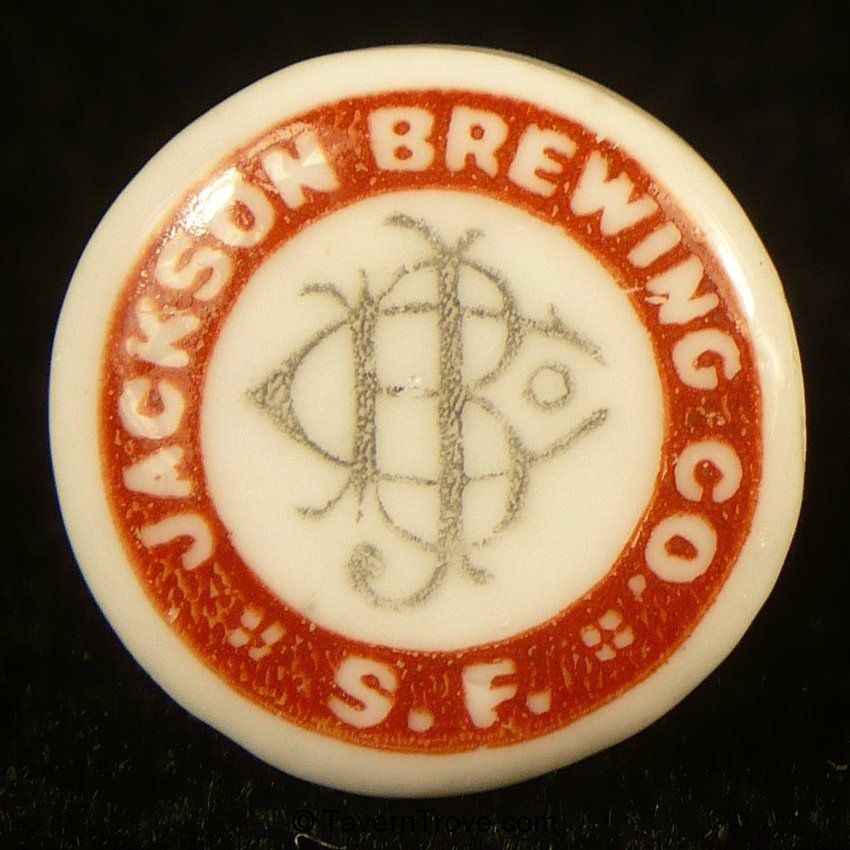 JACKSON BREWING CO.
S.F.
JBCo
© TavernTrove.com